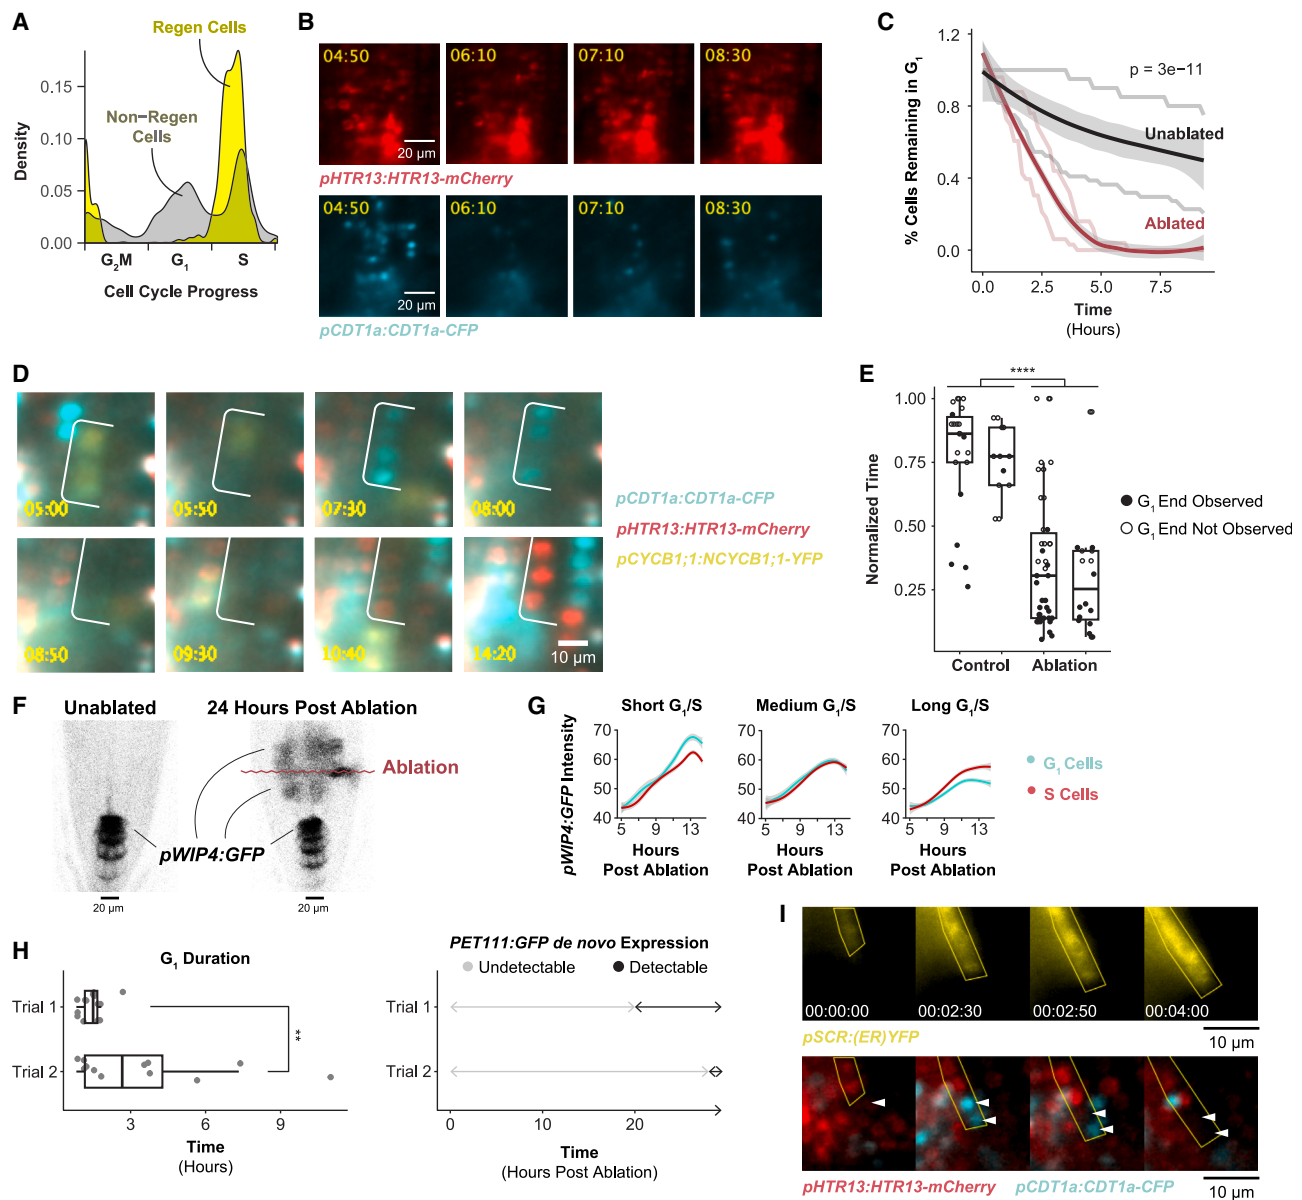 A
Regen Cells
Non-Regen
Cells
Density
0.15
0.10
0.05
0.00
G2M
G1
S
Cell Cycle Progress
B
04:50
06:10
07:10
08:30
20 µm
pHTR13:HTR13-mCherry
04:50
06:10
07:10
08:30
20 µm
pCDT1a:CDT1a-CFP
C
% Cells Remaining in G1
1.2
0.8
0.4
0.0
p = 3e−11
Unablated
Ablated
0.0
2.5
5.0
7.5
Time
(Hours)
D
05:00
05:50
07:30
08:00
08:50
09:30
10:40
14:20
10 µm
pCDT1a:CDT1a-CFP
pHTR13:HTR13-mCherry
pCYCB1;1:NCYCB1;1-YFP
E
****
Normalized Time
1.00
0.75
0.50
0.25
Control
Ablation
G1 End Observed
G1 End Not Observed
F
Unablated
24 Hours Post Ablation
Ablation
pWIP4:GFP
20 µm
20 µm
G
Short G1/S
Medium G1/S
Long G1/S
pWIP4:GFP Intensity
70
60
50
40
5
9
13
Hours
Post Ablation
70
60
50
40
5
9
13
Hours
Post Ablation
70
60
50
40
5
9
13
Hours
Post Ablation
G1 Cells
S Cells
H
G1 Duration
Trial 1
Trial 2
**
3
6
9
Time
(Hours)
PET111:GFP de novo Expression
Undetectable
Detectable
Trial 1
Trial 2
0
10
20
Time
(Hours Post Ablation)
I
00:00:00
00:02:30
00:02:50
00:04:00
pSCR:(ER)YFP
10 µm
pHTR13:HTR13-mCherry
pCDT1a:CDT1a-CFP
10 µm